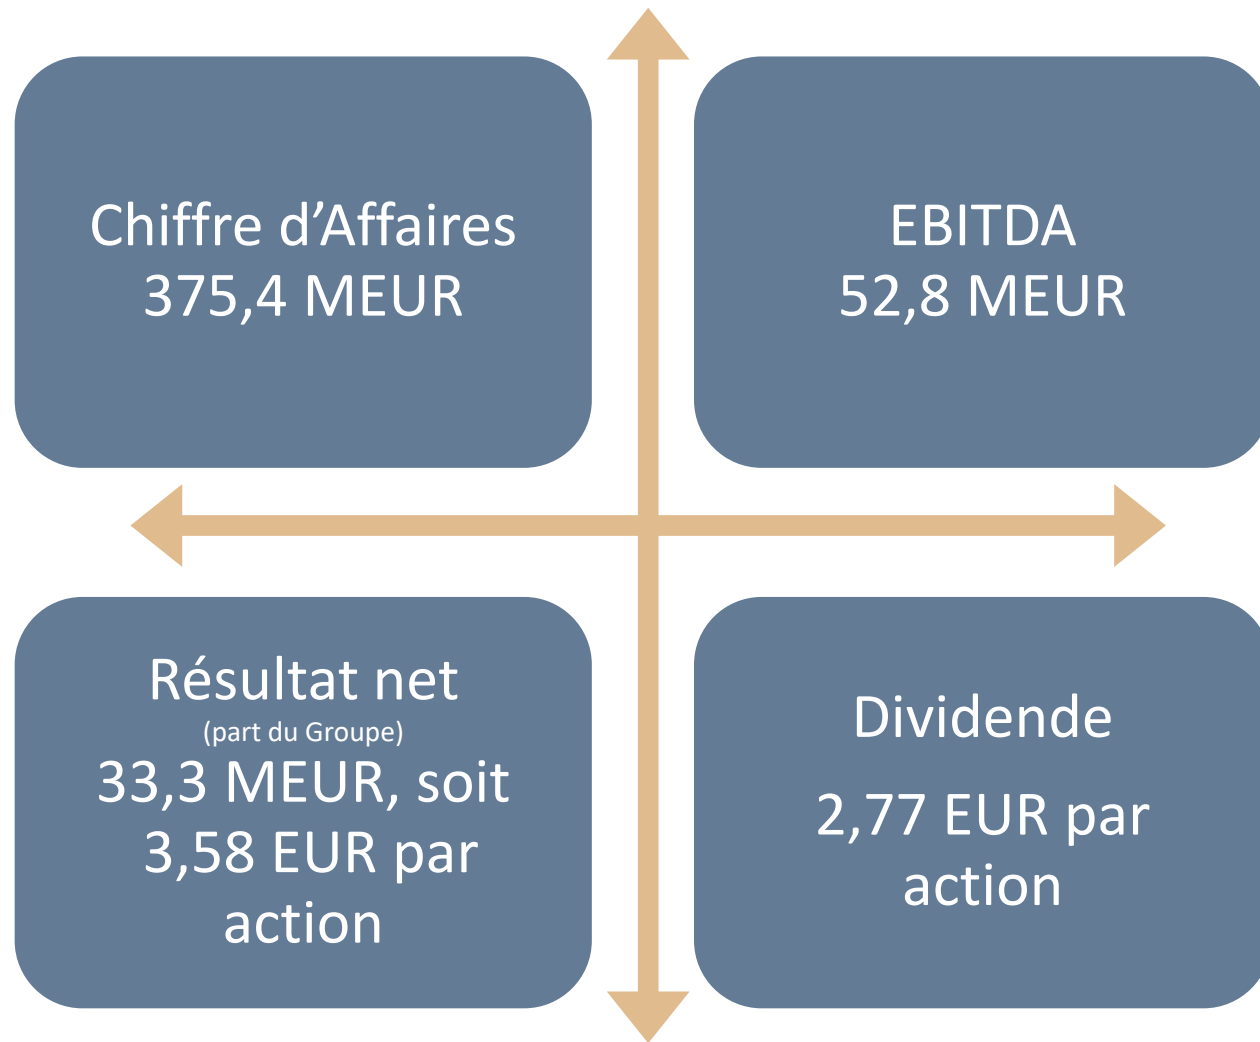 Chiffre d’Affaires
375,4 MEUR
EBITDA
52,8 MEUR
Résultat net
(part du Groupe)
33,3 MEUR, soit
3,58 EUR par
action
Dividende
2,77 EUR par
action